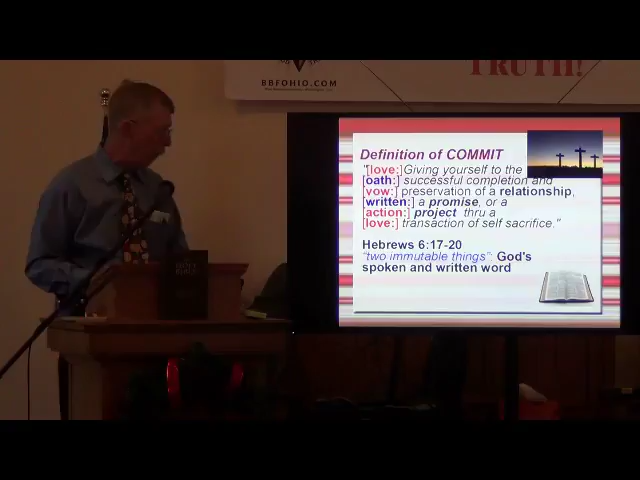 TRUTH!
BBFOHIO.COM
Definition of COMMIT
"[love:]Giving yourself to the
[oath:] successful completion and
[vow:] preservation of a relationship,
[written:] a promise, or a
[action:] project thru a
[love:] transaction of self sacrifice."
Hebrews 6:17-20
"two immutable things": God's
spoken and written word
HOLY
BIBLE